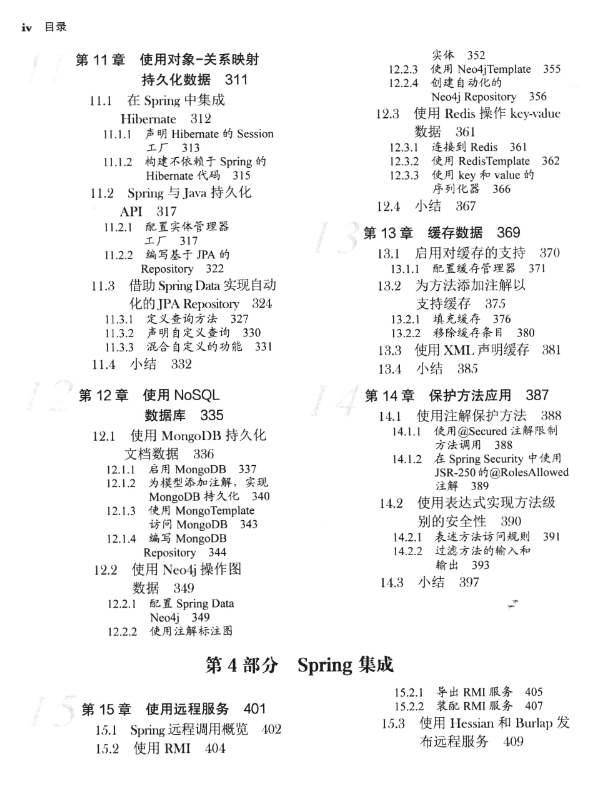 iv 目录
11
第 11 章 使用对象-关系映射
持久化数据 311
11.1 在 Spring 中集成
Hibernate 312
11.1.1 声明 Hibernate 的 Session
工厂 313
11.1.2 构建不依赖于 Spring 的
Hibernate 代码 315
11.2 Spring 与 Java 持久化
API 317
11.2.1 配置实体管理器
工厂 317
11.2.2 编写基于 JPA 的
Repository 322
11.3 借助 Spring Data 实现自动
化的 JPA Repository 324
11.3.1 定义查询方法 327
11.3.2 声明自定义查询 330
11.3.3 混合自定义的功能 331
11.4 小结 332
12
第 12 章 使用 NoSQL
数据库 335
12.1 使用 MongoDB 持久化
文档数据 336
12.1.1 启用 MongoDB 337
12.1.2 为模型添加注解，实现
MongoDB 持久化 340
12.1.3 使用 MongoTemplate
访问 MongoDB 343
12.1.4 编写 MongoDB
Repository 344
12.2 使用 Neo4j 操作图
数据 349
12.2.1 配置 Spring Data
Neo4j 349
12.2.2 使用注解标注图
实体 352
12.2.3 使用 Neo4jTemplate 355
12.2.4 创建自动化的
Neo4j Repository 356
12.3 使用 Redis 操作 key-value
数据 361
12.3.1 连接到 Redis 361
12.3.2 使用 RedisTemplate 362
12.3.3 使用 key 和 value 的
序列化器 366
12.4 小结 367
13
第 13 章 缓存数据 369
13.1 启用对缓存的支持 370
13.1.1 配置缓存管理器 371
13.2 为方法添加注解以
支持缓存 375
13.2.1 填充缓存 376
13.2.2 移除缓存条目 380
13.3 使用 XML 声明缓存 381
13.4 小结 385
14
第 14 章 保护方法应用 387
14.1 使用注解保护方法 388
14.1.1 使用@Secured 注解限制
方法调用 388
14.1.2 在 Spring Security 中使用
JSR-250 的@RolesAllowed
注解 389
14.2 使用表达式实现方法级
别的安全性 390
14.2.1 表述方法访问规则 391
14.2.2 过滤方法的输入和
输出 393
14.3 小结 397
第 4 部分 Spring 集成
15
第 15 章 使用远程服务 401
15.1 Spring 远程调用概览 402
15.2 使用 RMI 404
15.2.1 导出 RMI 服务 405
15.2.2 装配 RMI 服务 407
15.3 使用 Hessian 和 Burlap 发
布远程服务 409